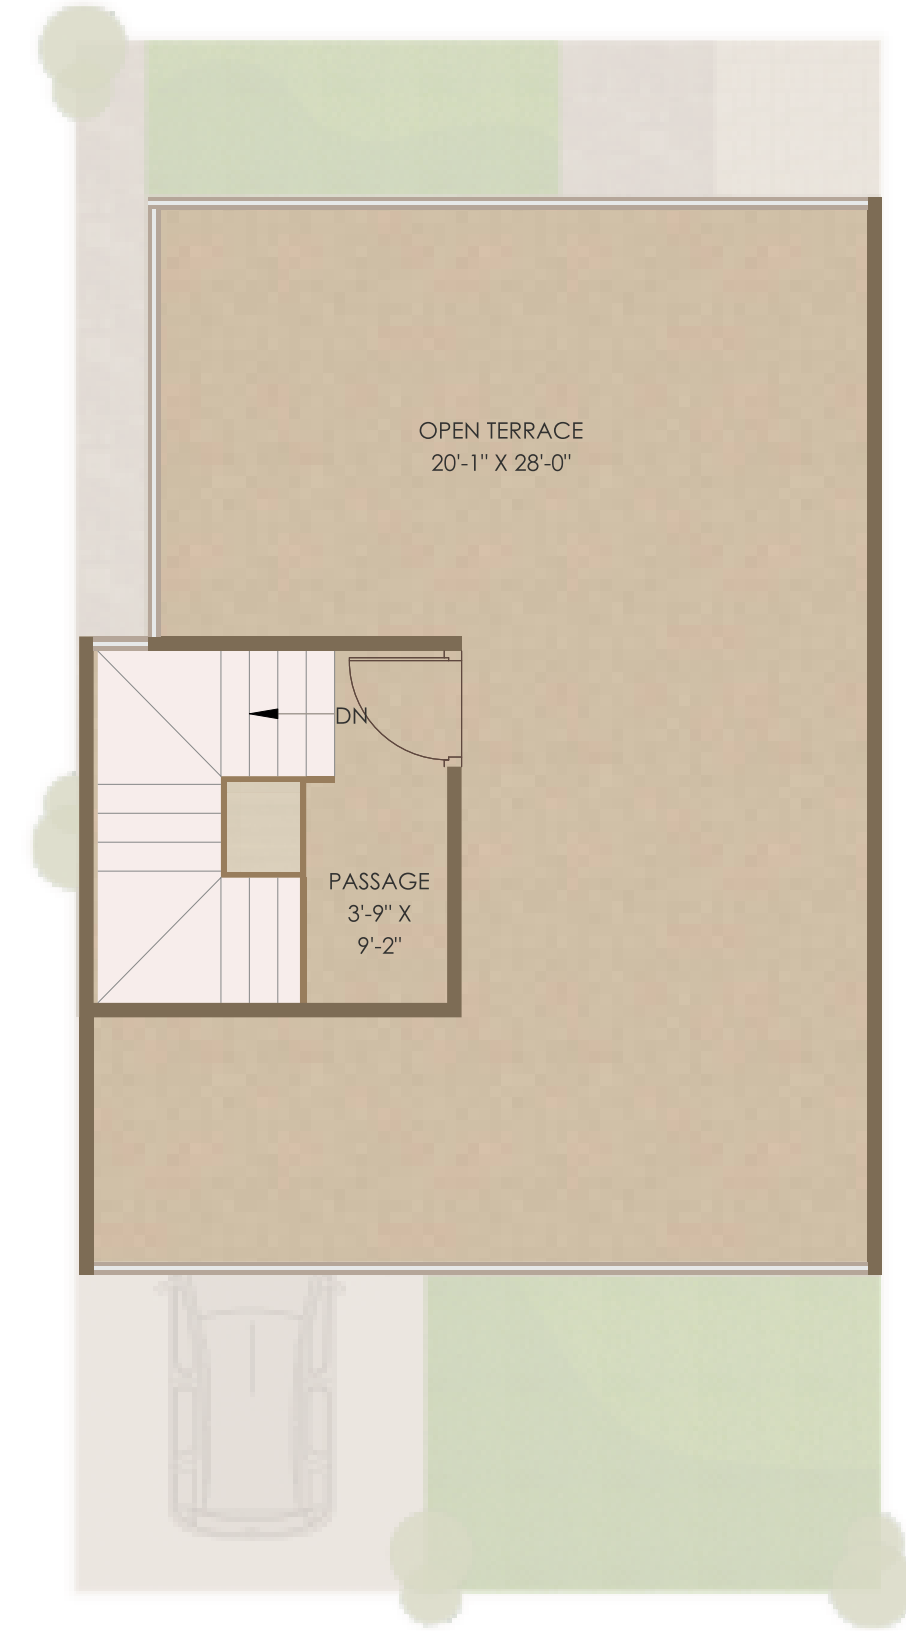 OPEN TERRACE
20'-1" X 28'-0"
DN
PASSAGE
3'-9" X
9'-2"